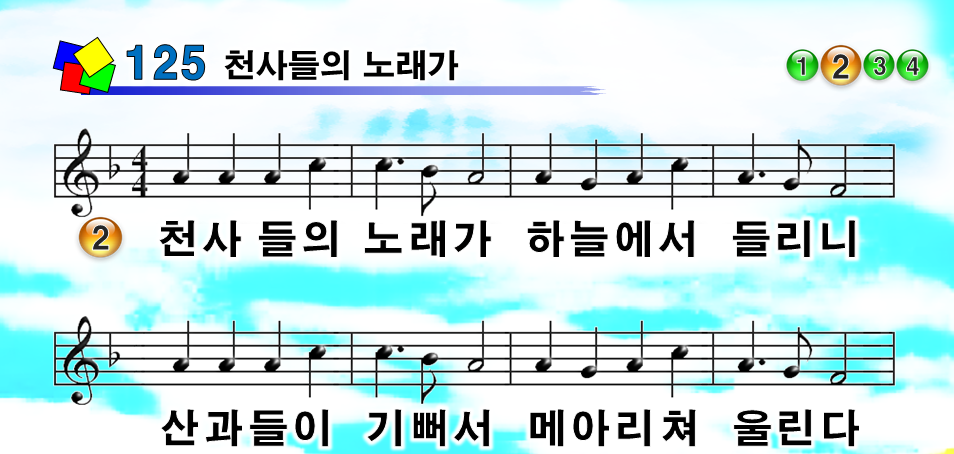 125 천사들의 노래가
1 2 3 4
4
4
2 천사 들의 노래가 하늘에서 들리니
산과들이 기뻐서 메아리쳐 울린다